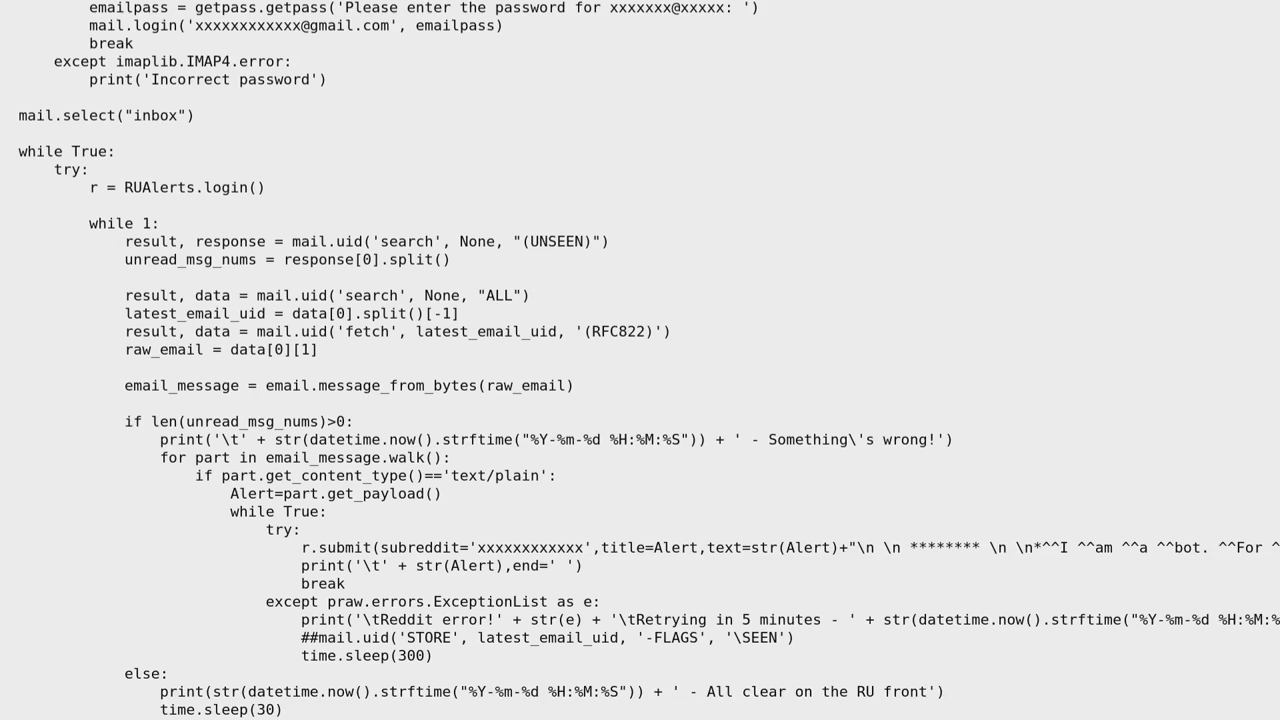 emailpass = getpass.getpass('Please enter the password for xxxxxxx@xxxxx: ')
mail.login('xxxxxxxxxxxx@gmail.com', emailpass)
break
except imaplib.IMAP4.error:
print('Incorrect password')
mail.select("inbox")
while True:
try:
r = RUAlerts.login()
while 1:
result, response = mail.uid('search', None, "(UNSEEN)")
unread_msg_nums = response[0].split()
result, data = mail.uid('search', None, "ALL")
latest_email_uid = data[0].split()[-1]
result, data = mail.uid('fetch', latest_email_uid, '(RFC822)')
raw_email = data[0][1]
email_message = email.message_from_bytes(raw_email)
if len(unread_msg_nums)>0:
print('\t' + str(datetime.now().strftime("%Y-%m-%d %H:%M:%S")) + ' - Something\'s wrong!')
for part in email_message.walk():
if part.get_content_type()=='text/plain':
Alert=part.get_payload()
while True:
try:
r.submit(subreddit='xxxxxxxxxxxx',title=Alert,text=str(Alert)+"\n \n ******** \n \n*^^I ^^am ^^a ^^bot. ^^For ^
print('\t' + str(Alert),end=' ')
break
except praw.errors.ExceptionList as e:
print('\tReddit error!' + str(e) + '\tRetrying in 5 minutes - ' + str(datetime.now().strftime("%Y-%m-%d %H:%M:%
##mail.uid('STORE', latest_email_uid, '-FLAGS', '\SEEN')
time.sleep(300)
else:
print(str(datetime.now().strftime("%Y-%m-%d %H:%M:%S")) + ' - All clear on the RU front')
time.sleep(30)